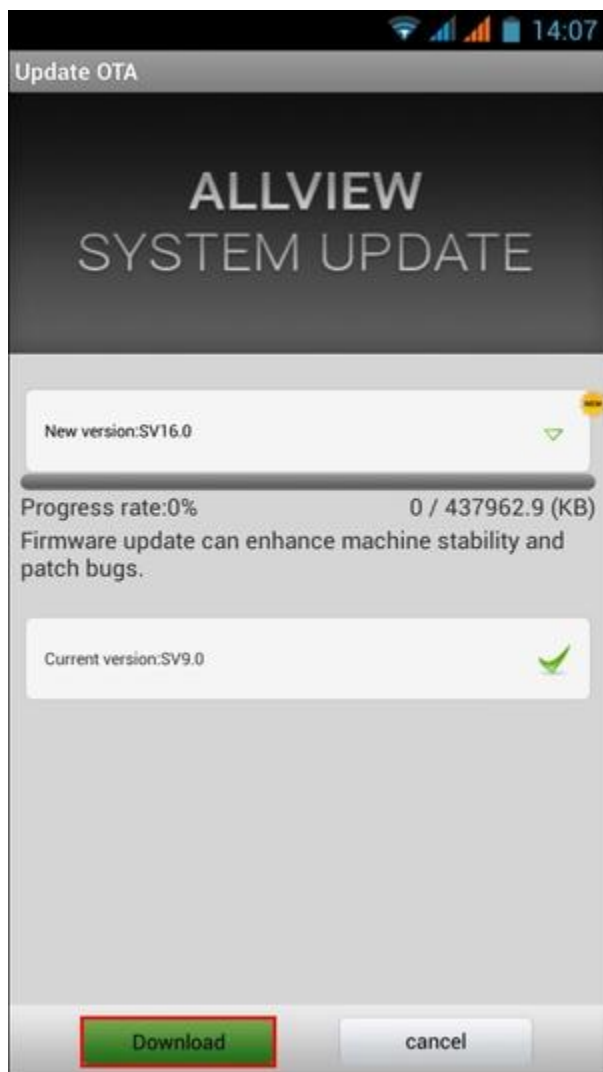 14:07
Update OTA
ALLVIEW
SYSTEM UPDATE
NEW
New version:SV16.0
Progress rate:0% 0 / 437962.9 (KB)
Firmware update can enhance machine stability and
patch bugs.
Current version:SV9.0
Download cancel